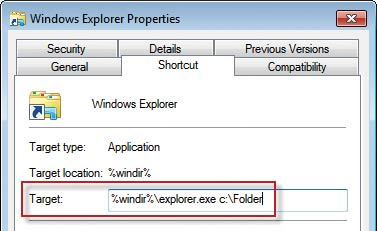 Windows Explorer Properties
Security Details Previous Versions
General Shortcut Compatibility
Windows Explorer
Target type: Application
Target location: %windir%
Target: %windir%\explorer.exe c:\Folder